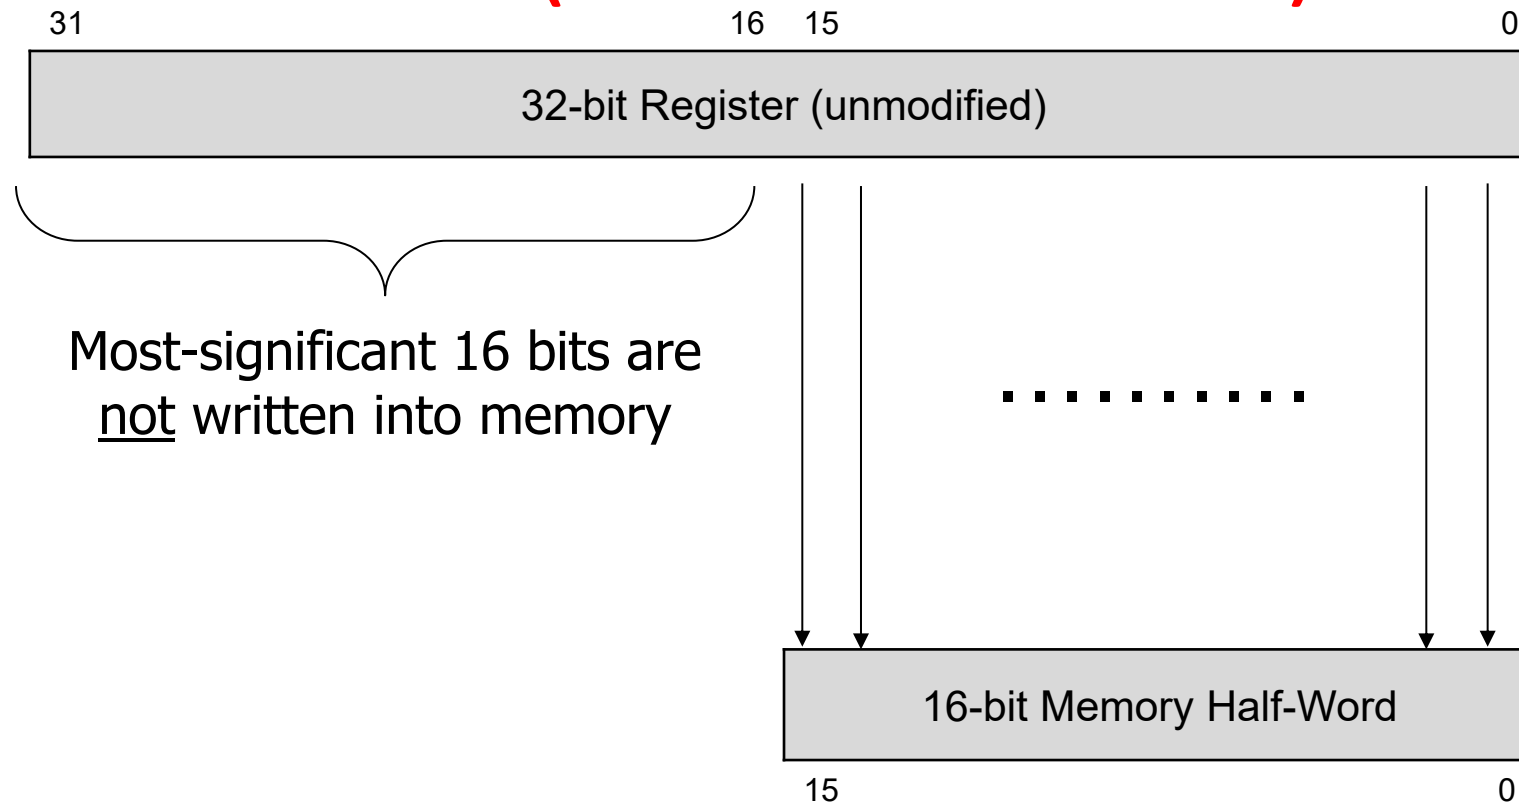 31 16 15 0
32-bit Register (unmodified)
Most-significant 16 bits are
not written into memory
16-bit Memory Half-Word
15 0